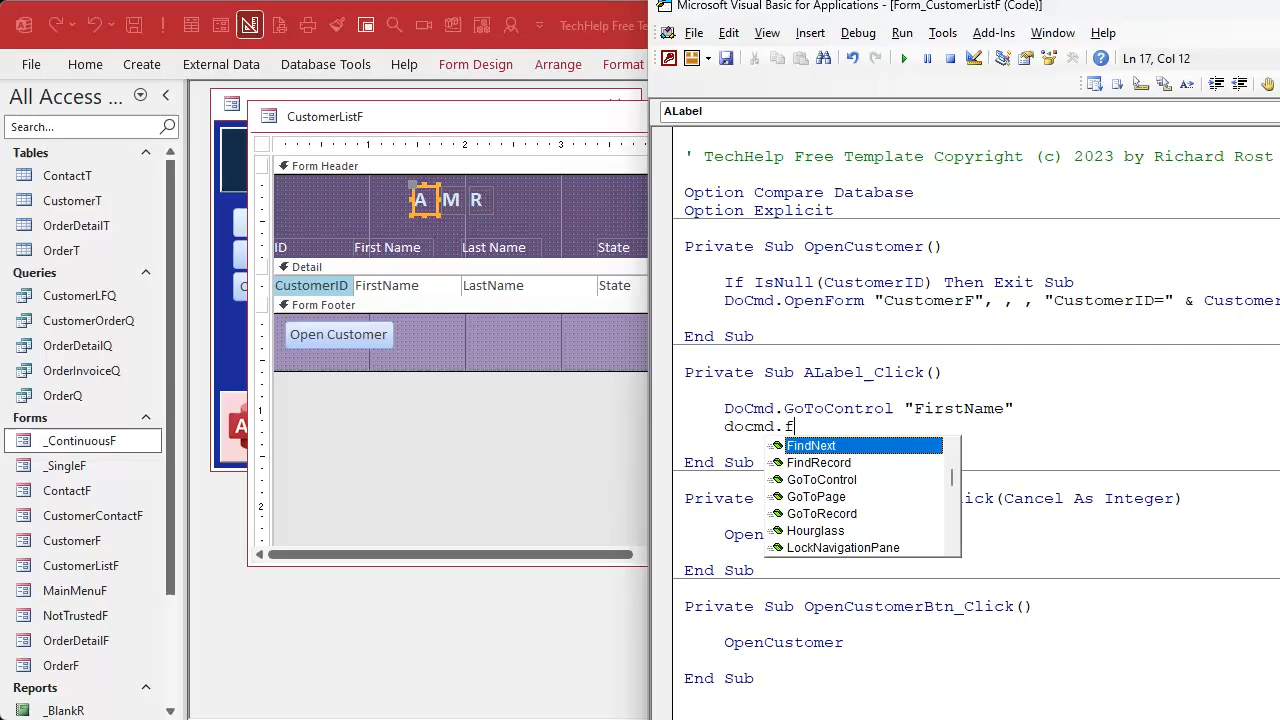 Microsoft Visual Basic for Applications - [Form_CustomerListF (Code)]
TechHelp Free Te
File Edit View Insert Format Debug Run Tools Add-Ins Window Help
Ln 17, Col 12
File Home Create External Data Database Tools Help Form Design Arrange Format
All Access ...
Search...
Tables
ContactT
CustomerT
OrderDetailT
OrderT
Queries
CustomerLFQ
CustomerOrderQ
OrderDetailQ
OrderInvoiceQ
OrderQ
Forms
_ContinuousF
_SingleF
ContactF
CustomerContactF
CustomerF
CustomerListF
MainMenuF
NotTrustedF
OrderDetailF
OrderF
Reports
_BlankR
CustomerListF
1 2 3
Form Header
A M R
ID First Name Last Name State
Detail
CustomerID FirstName LastName State
Form Footer
Open Customer
1
2
ALabel
' TechHelp Free Template Copyright (c) 2023 by Richard Rost
Option Compare Database
Option Explicit
Private Sub OpenCustomer()
If IsNull(CustomerID) Then Exit Sub
DoCmd.OpenForm "CustomerF", , , "CustomerID=" & Customer
End Sub
Private Sub ALabel_Click()
DoCmd.GoToControl "FirstName"
docmd.f
FindNext
FindRecord
GoToControl
GoToPage
GoToRecord
Hourglass
LockNavigationPane
End Sub
Private lick(Cancel As Integer)
Open
End Sub
Private Sub OpenCustomerBtn_Click()
OpenCustomer
End Sub